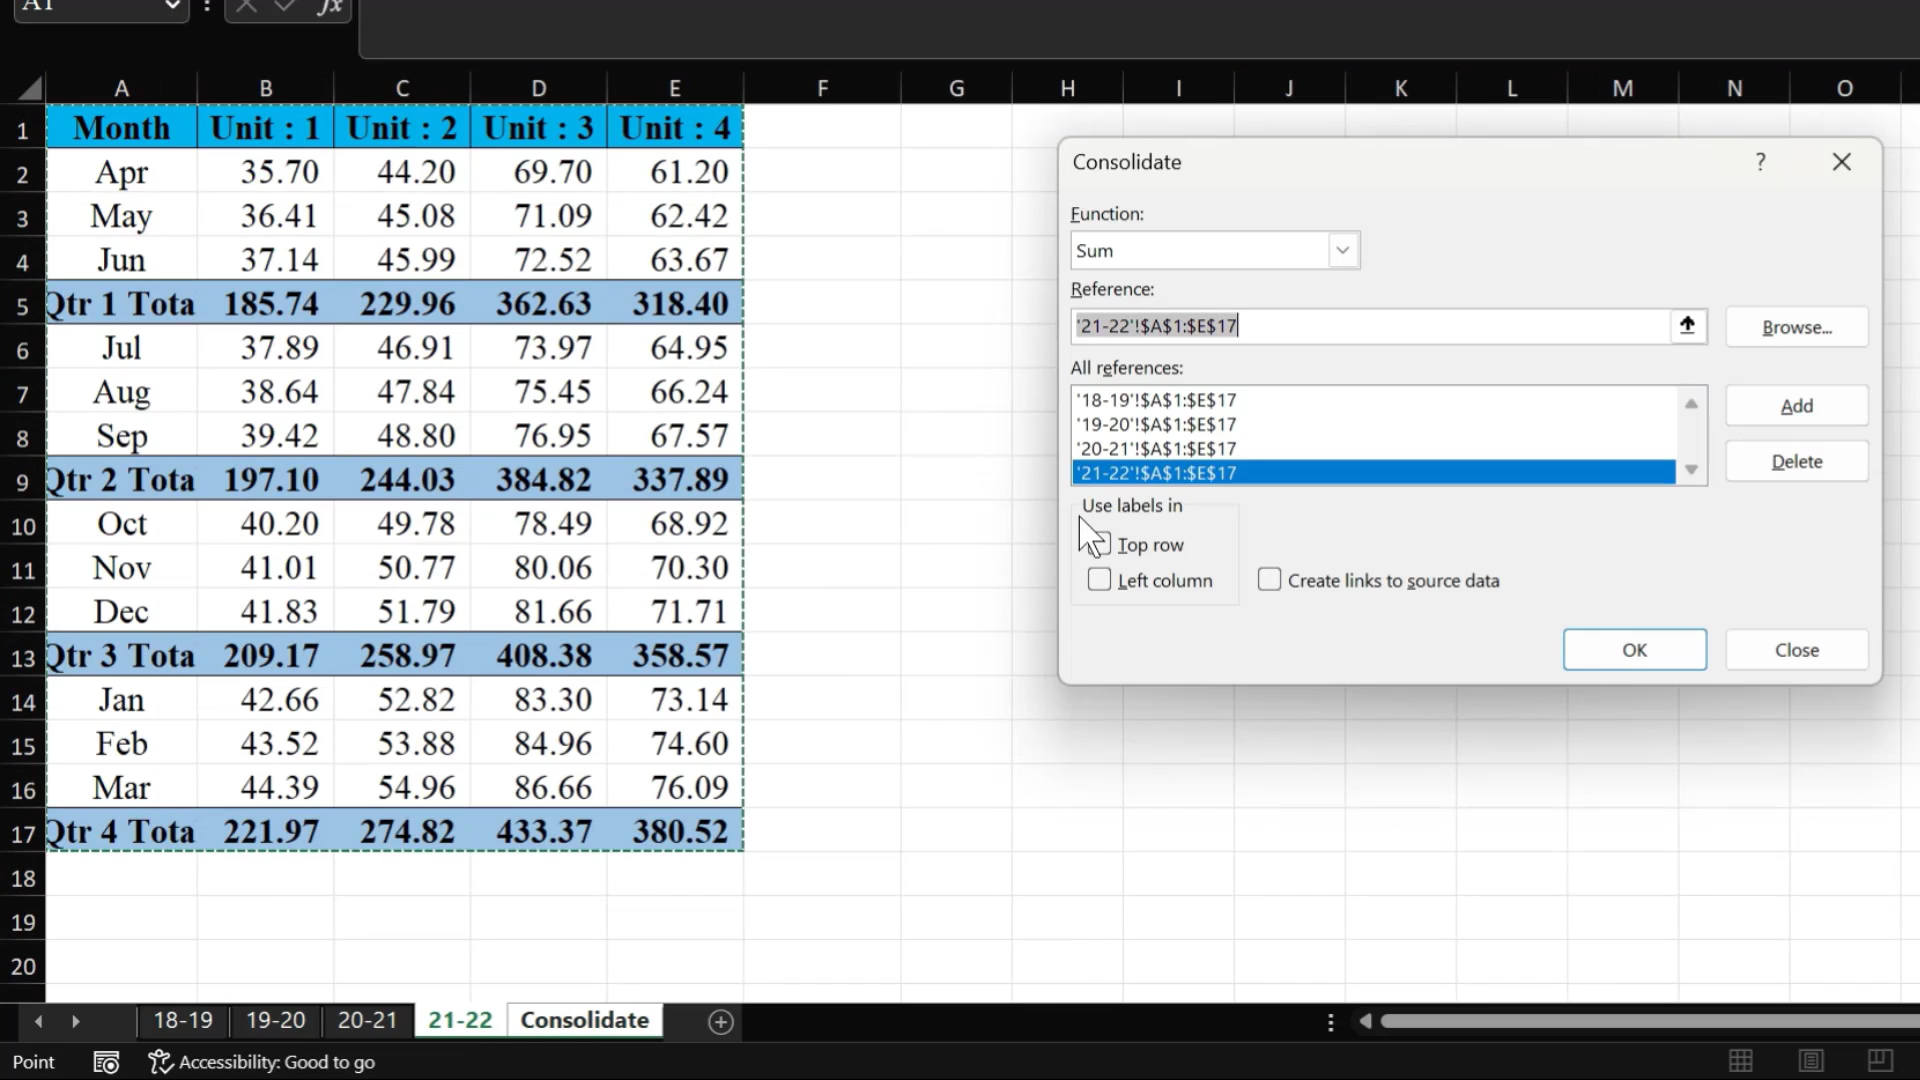 A1
fx
A B C D E F G H I J K L M N O
1 Month Unit : 1 Unit : 2 Unit : 3 Unit : 4
2 Apr 35.70 44.20 69.70 61.20
3 May 36.41 45.08 71.09 62.42
4 Jun 37.14 45.99 72.52 63.67
5 Qtr 1 Tota 185.74 229.96 362.63 318.40
6 Jul 37.89 46.91 73.97 64.95
7 Aug 38.64 47.84 75.45 66.24
8 Sep 39.42 48.80 76.95 67.57
9 Qtr 2 Tota 197.10 244.03 384.82 337.89
10 Oct 40.20 49.78 78.49 68.92
11 Nov 41.01 50.77 80.06 70.30
12 Dec 41.83 51.79 81.66 71.71
13 Qtr 3 Tota 209.17 258.97 408.38 358.57
14 Jan 42.66 52.82 83.30 73.14
15 Feb 43.52 53.88 84.96 74.60
16 Mar 44.39 54.96 86.66 76.09
17 Qtr 4 Tota 221.97 274.82 433.37 380.52
18
19
20
Consolidate ?
Function:
Sum
Reference:
'21-22'!$A$1:$E$17 Browse...
All references:
'18-19'!$A$1:$E$17
'19-20'!$A$1:$E$17
'20-21'!$A$1:$E$17
'21-22'!$A$1:$E$17
Add
Delete
Use labels in
Top row
Left column Create links to source data
OK Close
18-19 19-20 20-21 21-22 Consolidate
Point Accessibility: Good to go